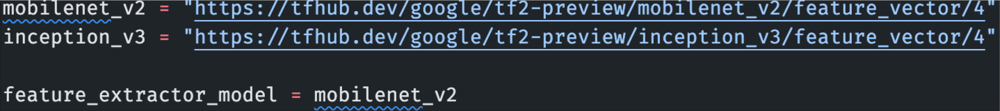 mobilenet_v2 = "https://tfhub.dev/google/tf2-preview/mobilenet_v2/feature_vector/4"
inception_v3 = "https://tfhub.dev/google/tf2-preview/inception_v3/feature_vector/4"
feature_extractor_model = mobilenet_v2